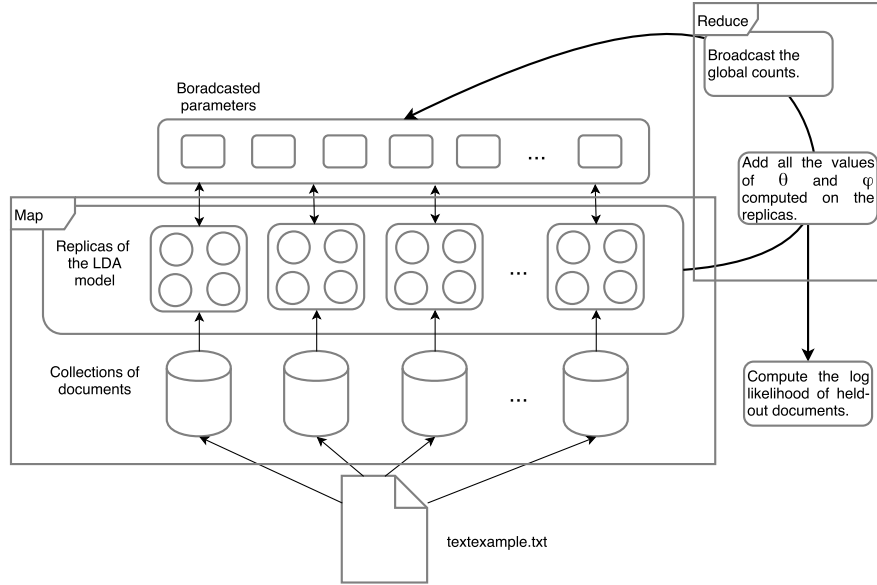 Reduce
Broadcast the
global counts.
Boradcasted
parameters
...
Add all the values
of θ and φ
computed on the
replicas.
Map
Replicas of
the LDA
model
...
Collections of
documents
...
Compute the log
likelihood of held-
out documents.
textexample.txt